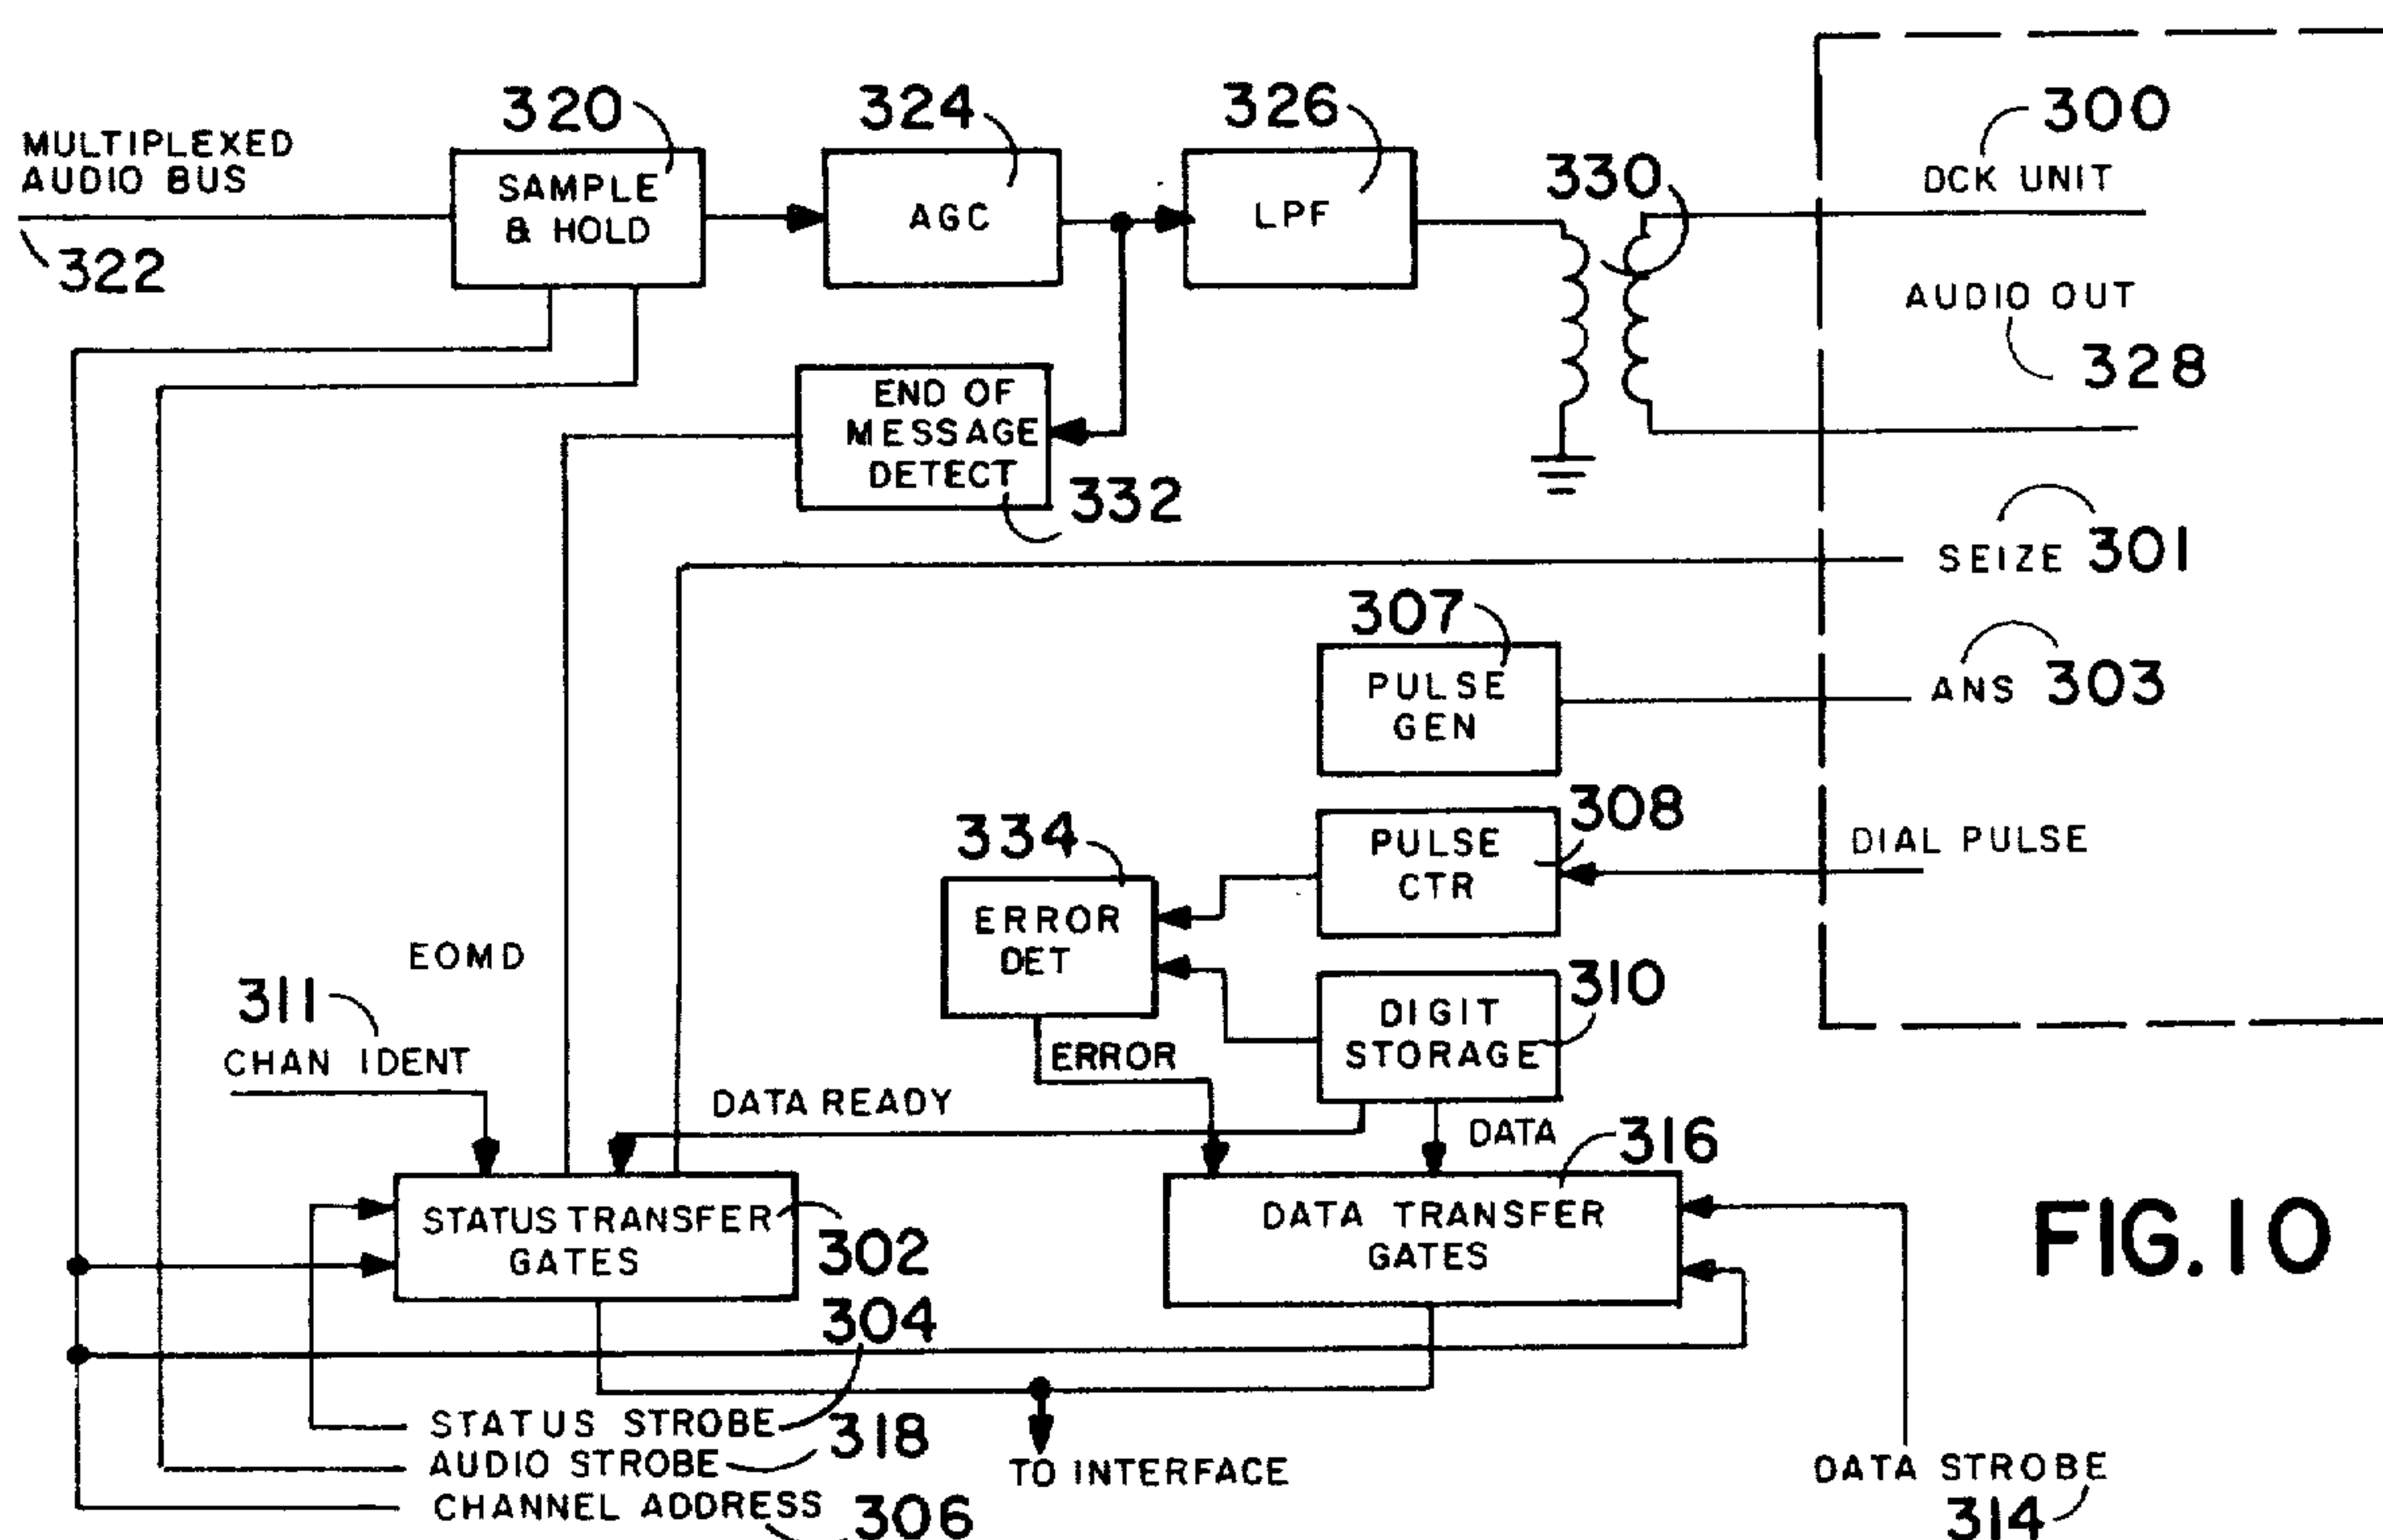 MULTIPLEXED
AUDIO BUS
322
320
SAMPLE
& HOLD
324
AGC
326
LPF
330
300
DCK UNIT
AUDIO OUT
328
END OF
MESSAGE
DETECT
332
SEIZE 301
307
PULSE
GEN
ANS 303
308
PULSE
CTR
DIAL PULSE
334
ERROR
DET
310
DIGIT
STORAGE
EOMD
311
CHAN IDENT
ERROR
DATA READY
DATA
316
STATUS TRANSFER
GATES
302
DATA TRANSFER
GATES
FIG. 10
304
STATUS STROBE
318
AUDIO STROBE
CHANNEL ADDRESS 306
TO INTERFACE
DATA STROBE
314